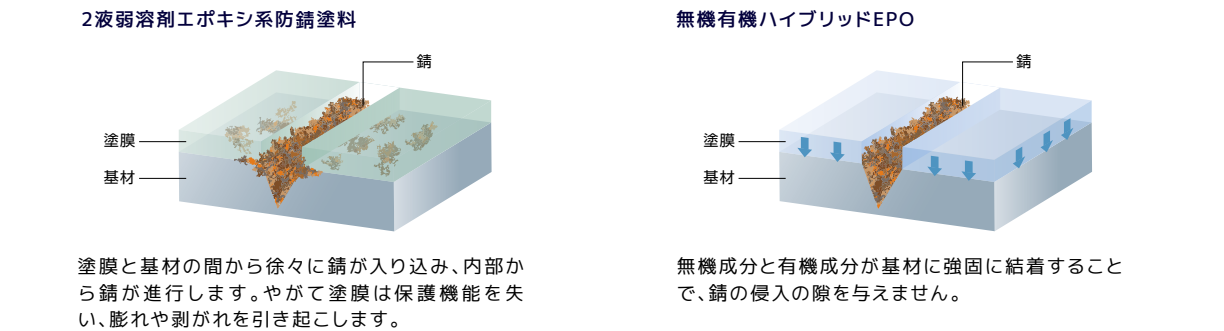 2液弱溶剤エポキシ系防錆塗料
錆
塗膜
基材
塗膜と基材の間から徐々に錆が入り込み、内部か
ら錆が進行します。やがて塗膜は保護機能を失
い、膨れや剥がれを引き起こします。
無機有機ハイブリッドEPO
錆
塗膜
基材
無機成分と有機成分が基材に強固に結着すること
で、錆の侵入の隙を与えません。